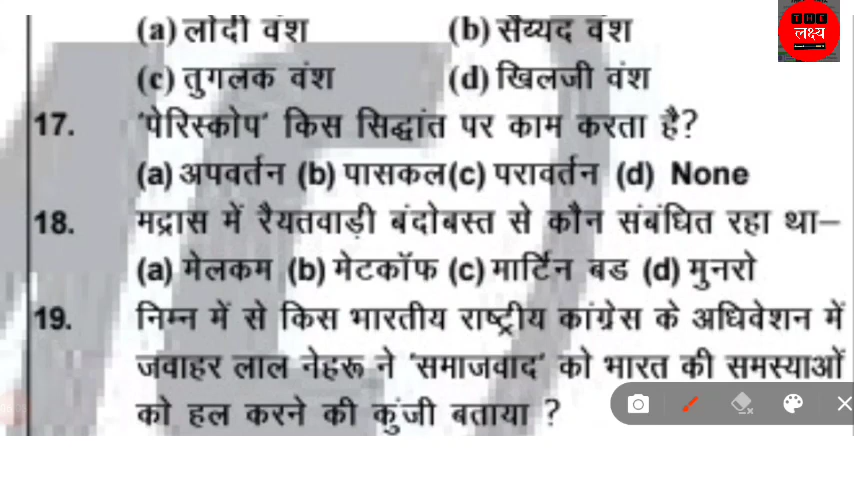 (a) लोदी वंश (b) सैय्यद वंश
THE
लक्ष्य
(c) तुगलक वंश (d) खिलजी वंश
17. 'पेरिस्कोप' किस सिद्धांत पर काम करता है?
(a) अपवर्तन (b) पासकल(c) परावर्तन (d) None
18. मद्रास में रैयतवाड़ी बंदोबस्त से कौन संबंधित रहा था–
(a) मेलकम (b) मेटकॉफ (c) मार्टिन बड (d) मुनरो
19. निम्न में से किस भारतीय राष्ट्रीय कांग्रेस के अधिवेशन में
जवाहर लाल नेहरू ने 'समाजवाद' को भारत की समस्याओं
को हल करने की कुंजी बताया ?